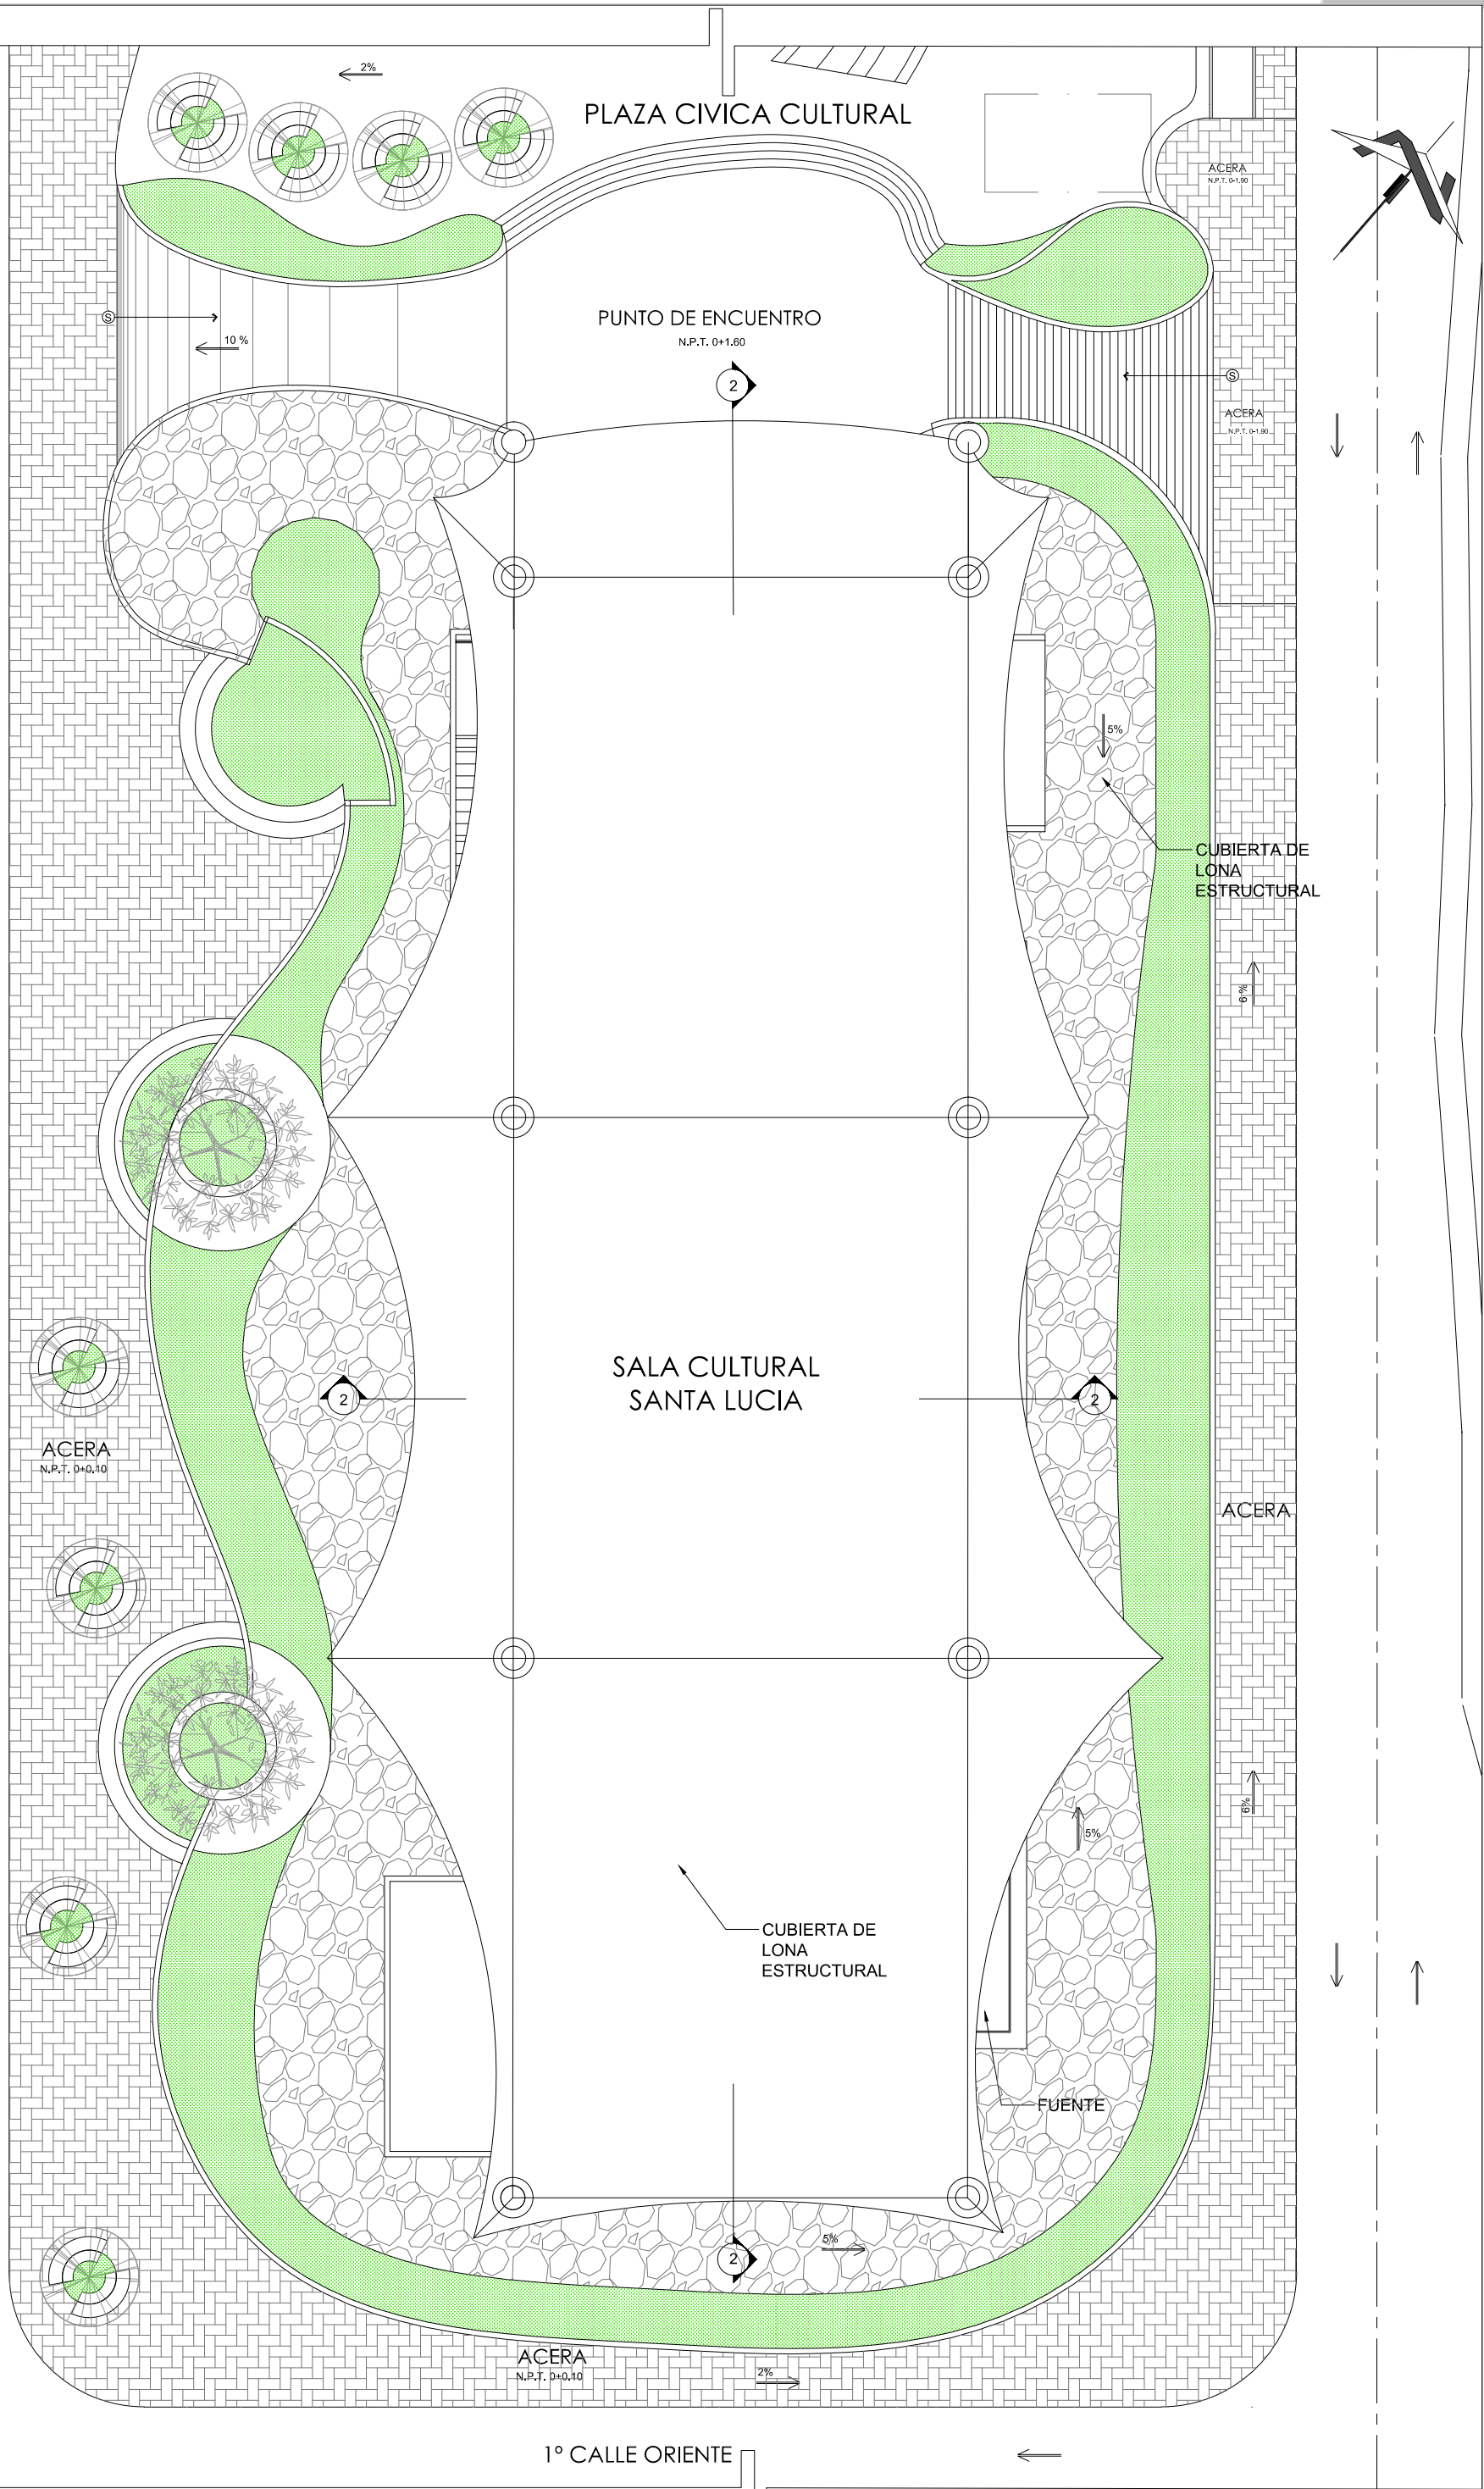 2%
PLAZA CIVICA CULTURAL
ACERA
N.P.T. 0-1.90
S
10 %
PUNTO DE ENCUENTRO
N.P.T. 0+1.60
2
S
ACERA
N.P.T. 0-1.90
5%
CUBIERTA DE
LONA
ESTRUCTURAL
6 %
SALA CULTURAL
SANTA LUCIA
2
2
ACERA
N.P.T. 0+0.10
ACERA
6%
5%
CUBIERTA DE
LONA
ESTRUCTURAL
FUENTE
5%
2
ACERA
N.P.T. 0+0.10
2%
1º CALLE ORIENTE